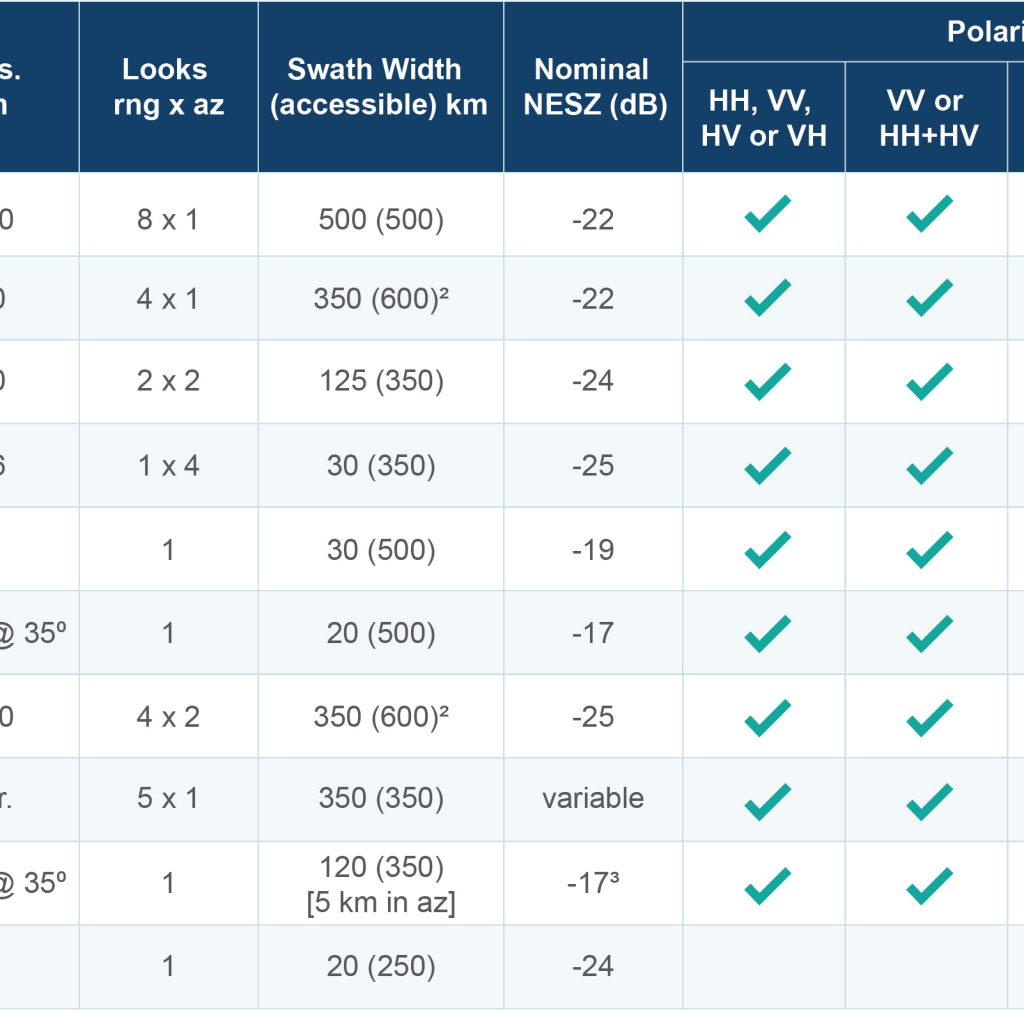 Polari
s.
m
Looks
rng x az
Swath Width
(accessible) km
Nominal
NESZ (dB)
HH, VV,
HV or VH
VV or
HH+HV
0 8 x 1 500 (500) -22
0 4 x 1 350 (600)² -22
0 2 x 2 125 (350) -24
6 1 x 4 30 (350) -25
1 30 (500) -19
@ 35º 1 20 (500) -17
0 4 x 2 350 (600)² -25
r. 5 x 1 350 (350) variable
@ 35º 1 120 (350) -17³
[5 km in az]
1 20 (250) -24